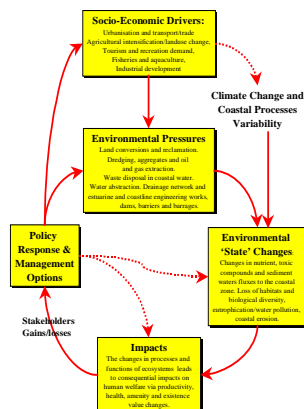 Socio-Economic Drivers:
Urbanisation and transport/trade
Agricultural intensification/landuse change,
Tourism and recreation demand,
Fisheries and aquaculture,
Industrial development
Climate Change and
Coastal Processes
Variability
Environmental Pressures
Land conversions and reclamation.
Dredging, aggregates and oil
and gas extraction.
Waste disposal in coastal water.
Water abstraction. Drainage network and
estuarine and coastline engineering works,
dams, barriers and barrages.
Policy
Response &
Management
Options
Environmental
'State' Changes
Changes in nutrient, toxic
compounds and sediment
waters fluxes to the coastal
zone. Loss of habitats and
biological diversity,
eutrophication/water pollution,
coastal erosion.
Stakeholders
Gains/losses
Impacts
The changes in processes and
functions of ecosystems leads
to consequential impacts on
human welfare via productivity,
health, amenity and existence
value changes.